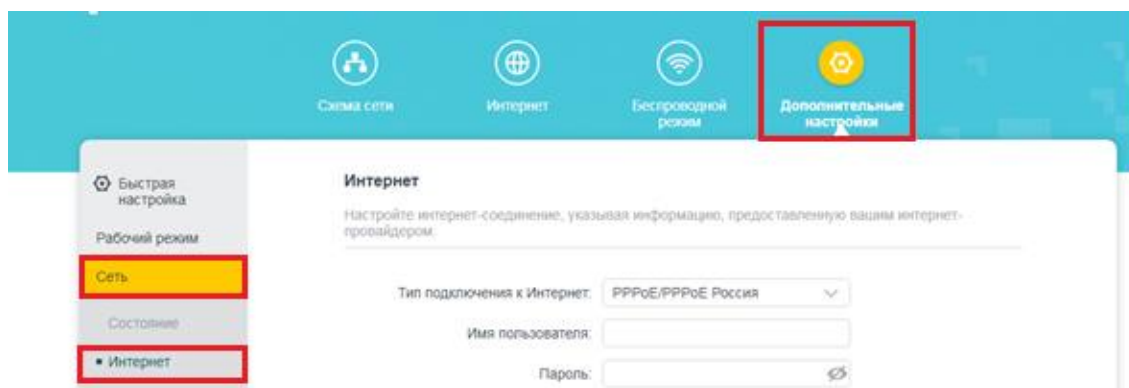 Схема сети
Интернет
Беспроводной
режим
Дополнительные
настройки
Быстрая
настройка
Рабочий режим
Сеть
Состояние
Интернет
Интернет
Настройте интернет-соединение, указывая информацию, предоставленную вашим интернет-
провайдером.
Тип подключения к Интернет: PPPoE/PPPoE Россия
Имя пользователя:
Пароль: